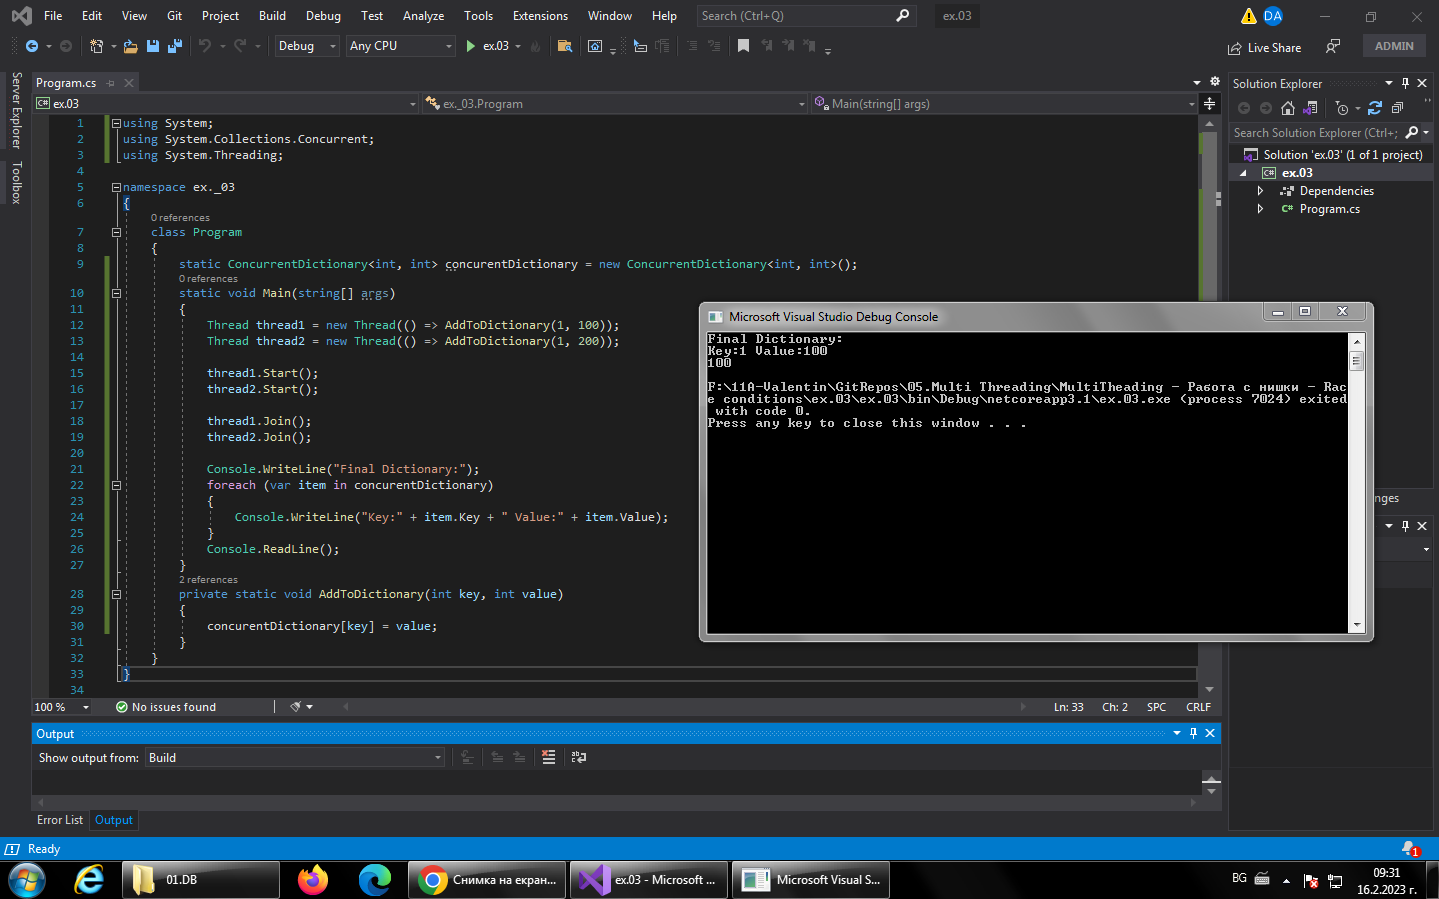 File Edit View Git Project Build Debug Test Analyze Tools Extensions Window Help Search (Ctrl+Q) ex.03 DA
Debug Any CPU ex.03 Live Share ADMIN
Server Explorer
Toolbox
Program.cs
ex.03 ex._03.Program Main(string[] args)
1 using System;
2 using System.Collections.Concurrent;
3 using System.Threading;
4
5 namespace ex._03
6 {
0 references
7 class Program
8 {
9 static ConcurrentDictionary<int, int> concurentDictionary = new ConcurrentDictionary<int, int>();
0 references
10 static void Main(string[] args)
11 {
12 Thread thread1 = new Thread(() => AddToDictionary(1, 100));
13 Thread thread2 = new Thread(() => AddToDictionary(1, 200));
14
15 thread1.Start();
16 thread2.Start();
17
18 thread1.Join();
19 thread2.Join();
20
21 Console.WriteLine("Final Dictionary:");
22 foreach (var item in concurentDictionary)
23 {
24 Console.WriteLine("Key:" + item.Key + " Value:" + item.Value);
25 }
26 Console.ReadLine();
27 }
2 references
28 private static void AddToDictionary(int key, int value)
29 {
30 concurentDictionary[key] = value;
31 }
32 }
33 }
34
100 % No issues found Ln: 33 Ch: 2 SPC CRLF
Microsoft Visual Studio Debug Console
Final Dictionary:
Key:1 Value:100
100
F:\11A-Valentin\GitRepos\05.Multi Threading\MultiTheading - Работа с нишки - Rac
e conditions\ex.03\ex.03\bin\Debug\netcoreapp3.1\ex.03.exe (process 7024) exited
with code 0.
Press any key to close this window . . .
Solution Explorer
Search Solution Explorer (Ctrl+;
Solution 'ex.03' (1 of 1 project)
ex.03
Dependencies
C# Program.cs
nges
Output
Show output from: Build
Error List Output
Ready 1
01.DB Снимка на екран... ex.03 - Microsoft ... Microsoft Visual S... BG 09:31
16.2.2023 г.